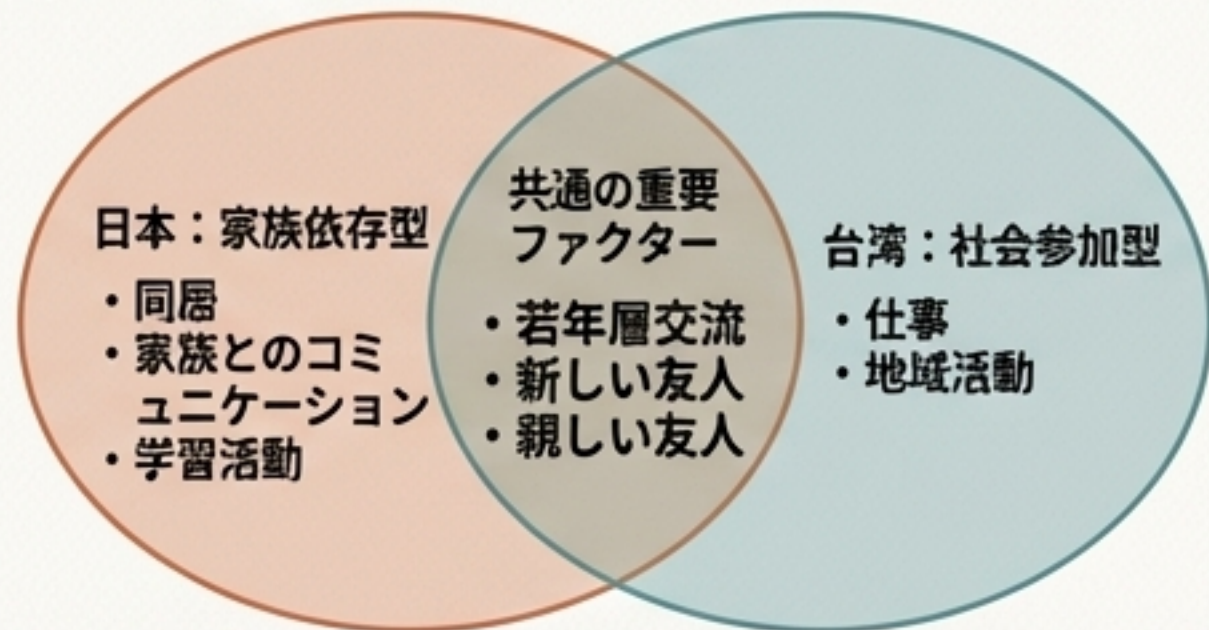 日本：家族依存型
・同居
・家族とのコミ
ュニケーション
・学習活動
共通の重要
ファクター
・若年層交流
・新しい友人
・親しい友人
台湾：社会参加型
・仕事
・地域活動